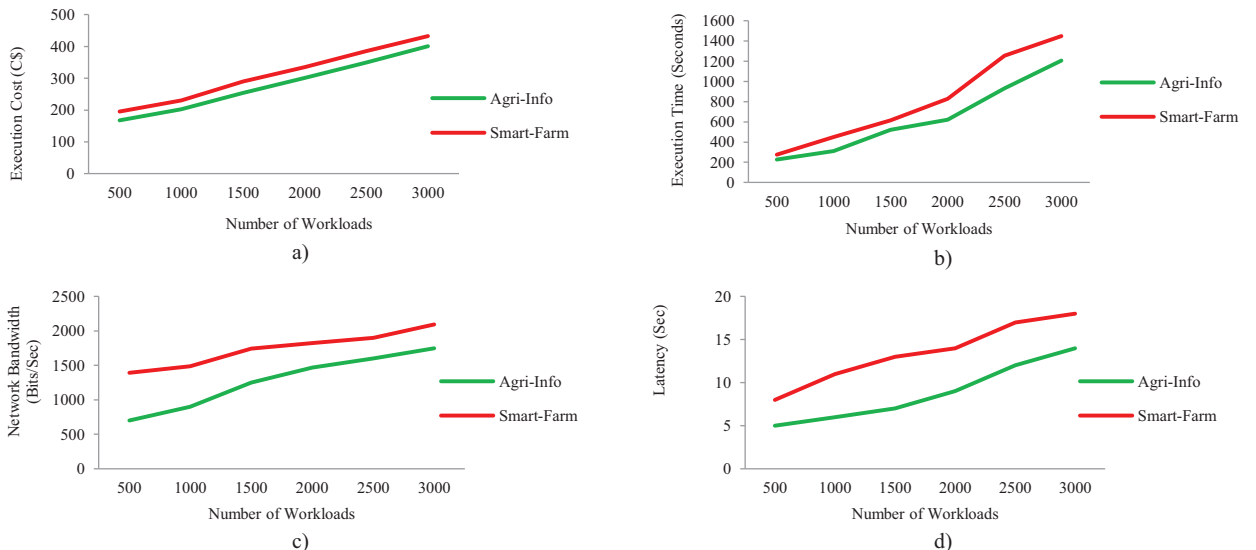 Execution Cost (C$)
500
400
300
200
100
0
500 1000 1500 2000 2500 3000
Number of Workloads
Agri-Info
Smart-Farm
a)
Execution Time (Seconds)
1600
1400
1200
1000
800
600
400
200
0
500 1000 1500 2000 2500 3000
Number of Workloads
Agri-Info
Smart-Farm
b)
Network Bandwidth
(Bits/Sec)
2500
2000
1500
1000
500
0
500 1000 1500 2000 2500 3000
Number of Workloads
Agri-Info
Smart-Farm
c)
Latency (Sec)
20
15
10
5
0
500 1000 1500 2000 2500 3000
Number of Workloads
Agri-Info
Smart-Farm
d)